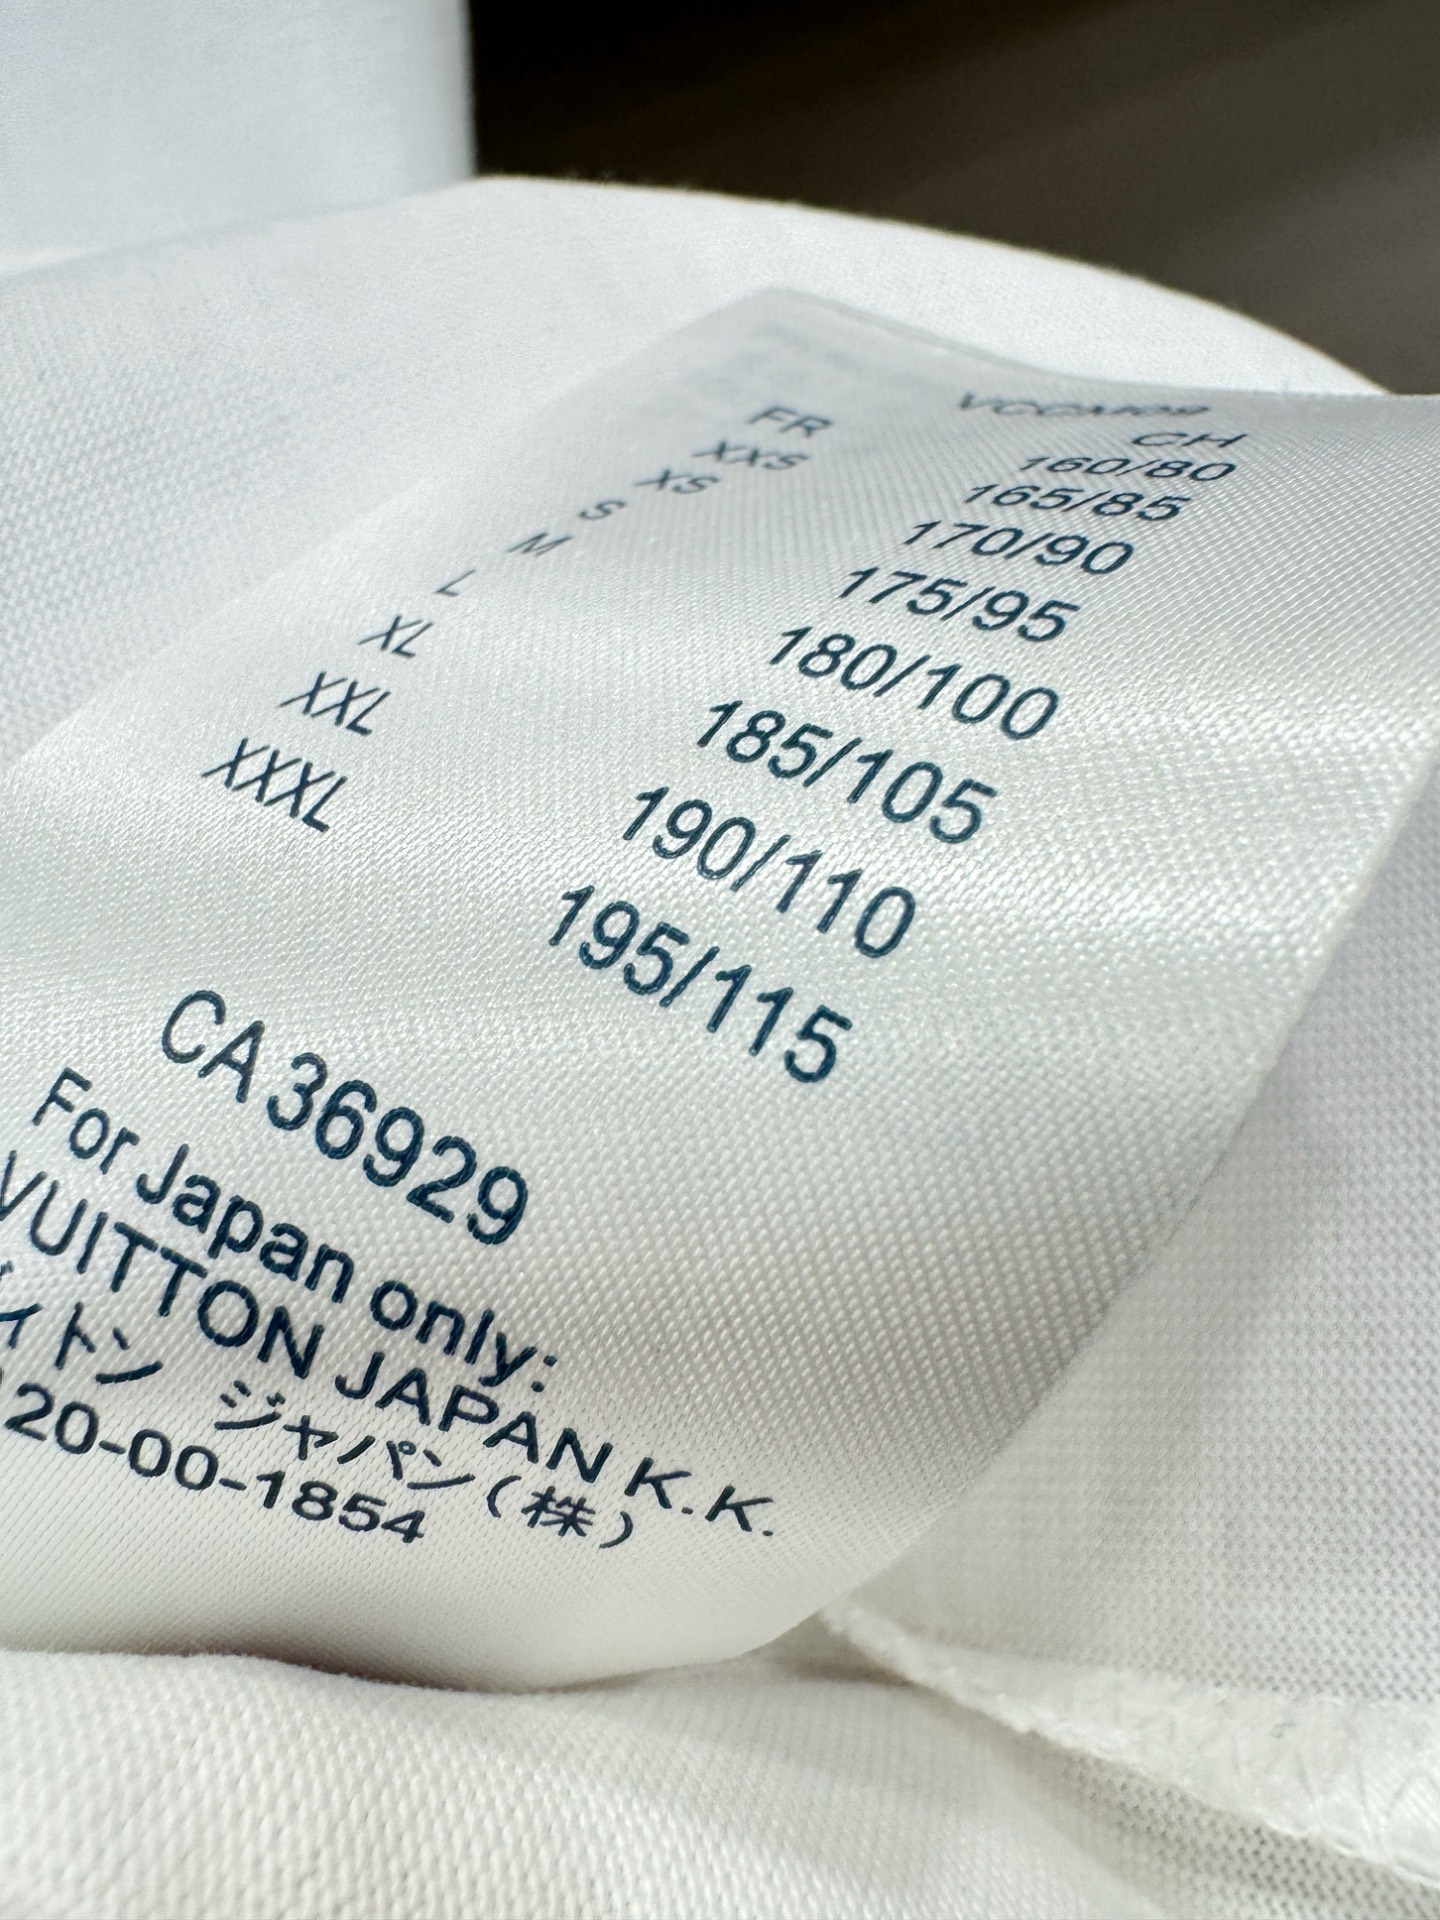 FR CH
XXS 160/80
XS 165/85
S 170/90
M 175/95
L 180/100
XL 185/105
XXL 190/110
XXXL 195/115
CA 36929
For Japan only:
VUITTON JAPAN K.K.
ィトン ジャパン(株)
20-00-1854